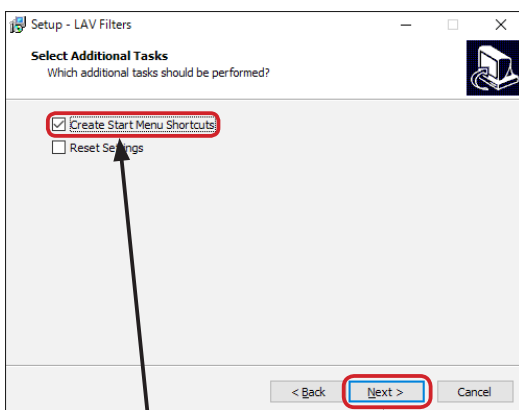 Setup - LAV Filters
Select Additional Tasks
Which additional tasks should be performed?
Create Start Menu Shortcuts
Reset Settings
< Back Next > Cancel